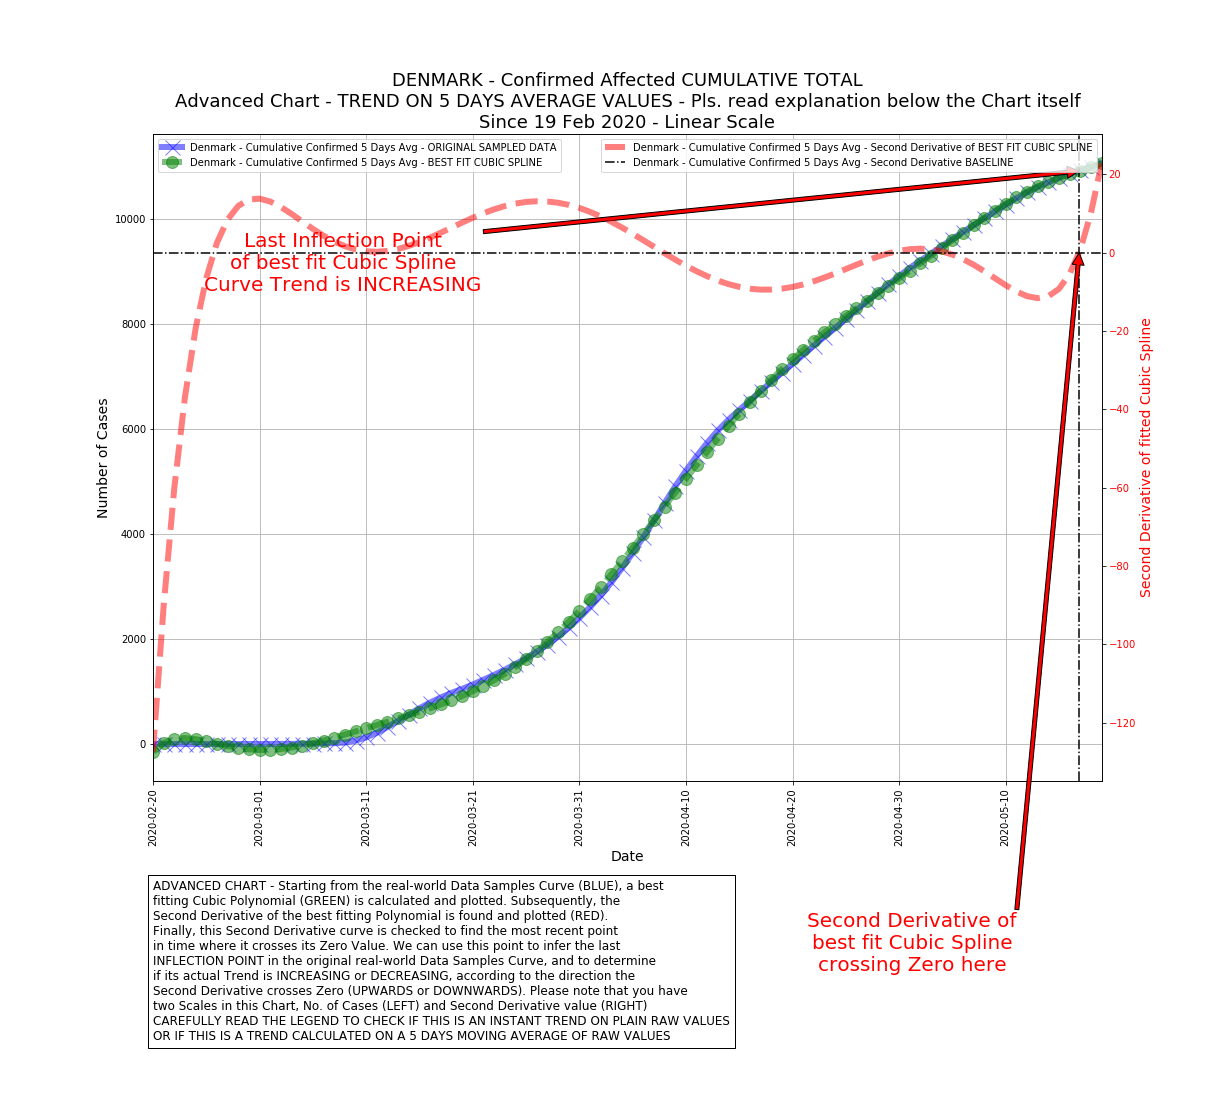 DENMARK - Confirmed Affected CUMULATIVE TOTAL
Advanced Chart - TREND ON 5 DAYS AVERAGE VALUES - Pls. read explanation below the Chart itself
Since 19 Feb 2020 - Linear Scale
Denmark - Cumulative Confirmed 5 Days Avg - ORIGINAL SAMPLED DATA
Denmark - Cumulative Confirmed 5 Days Avg - BEST FIT CUBIC SPLINE
Denmark - Cumulative Confirmed 5 Days Avg - Second Derivative of BEST FIT CUBIC SPLINE
Denmark - Cumulative Confirmed 5 Days Avg - Second Derivative BASELINE
Last Inflection Point
of best fit Cubic Spline
Curve Trend is INCREASING
Number of Cases
10000
8000
6000
4000
2000
0
20
0
−20
−40
−60
−80
−100
−120
Second Derivative of fitted Cubic Spline
2020-02-20
2020-03-01
2020-03-11
2020-03-21
2020-03-31
2020-04-10
2020-04-20
2020-04-30
2020-05-10
Date
ADVANCED CHART - Starting from the real-world Data Samples Curve (BLUE), a best
fitting Cubic Polynomial (GREEN) is calculated and plotted. Subsequently, the
Second Derivative of the best fitting Polynomial is found and plotted (RED).
Finally, this Second Derivative curve is checked to find the most recent point
in time where it crosses its Zero Value. We can use this point to infer the last
INFLECTION POINT in the original real-world Data Samples Curve, and to determine
if its actual Trend is INCREASING or DECREASING, according to the direction the
Second Derivative crosses Zero (UPWARDS or DOWNWARDS). Please note that you have
two Scales in this Chart, No. of Cases (LEFT) and Second Derivative value (RIGHT)
CAREFULLY READ THE LEGEND TO CHECK IF THIS IS AN INSTANT TREND ON PLAIN RAW VALUES
OR IF THIS IS A TREND CALCULATED ON A 5 DAYS MOVING AVERAGE OF RAW VALUES
Second Derivative of
best fit Cubic Spline
crossing Zero here